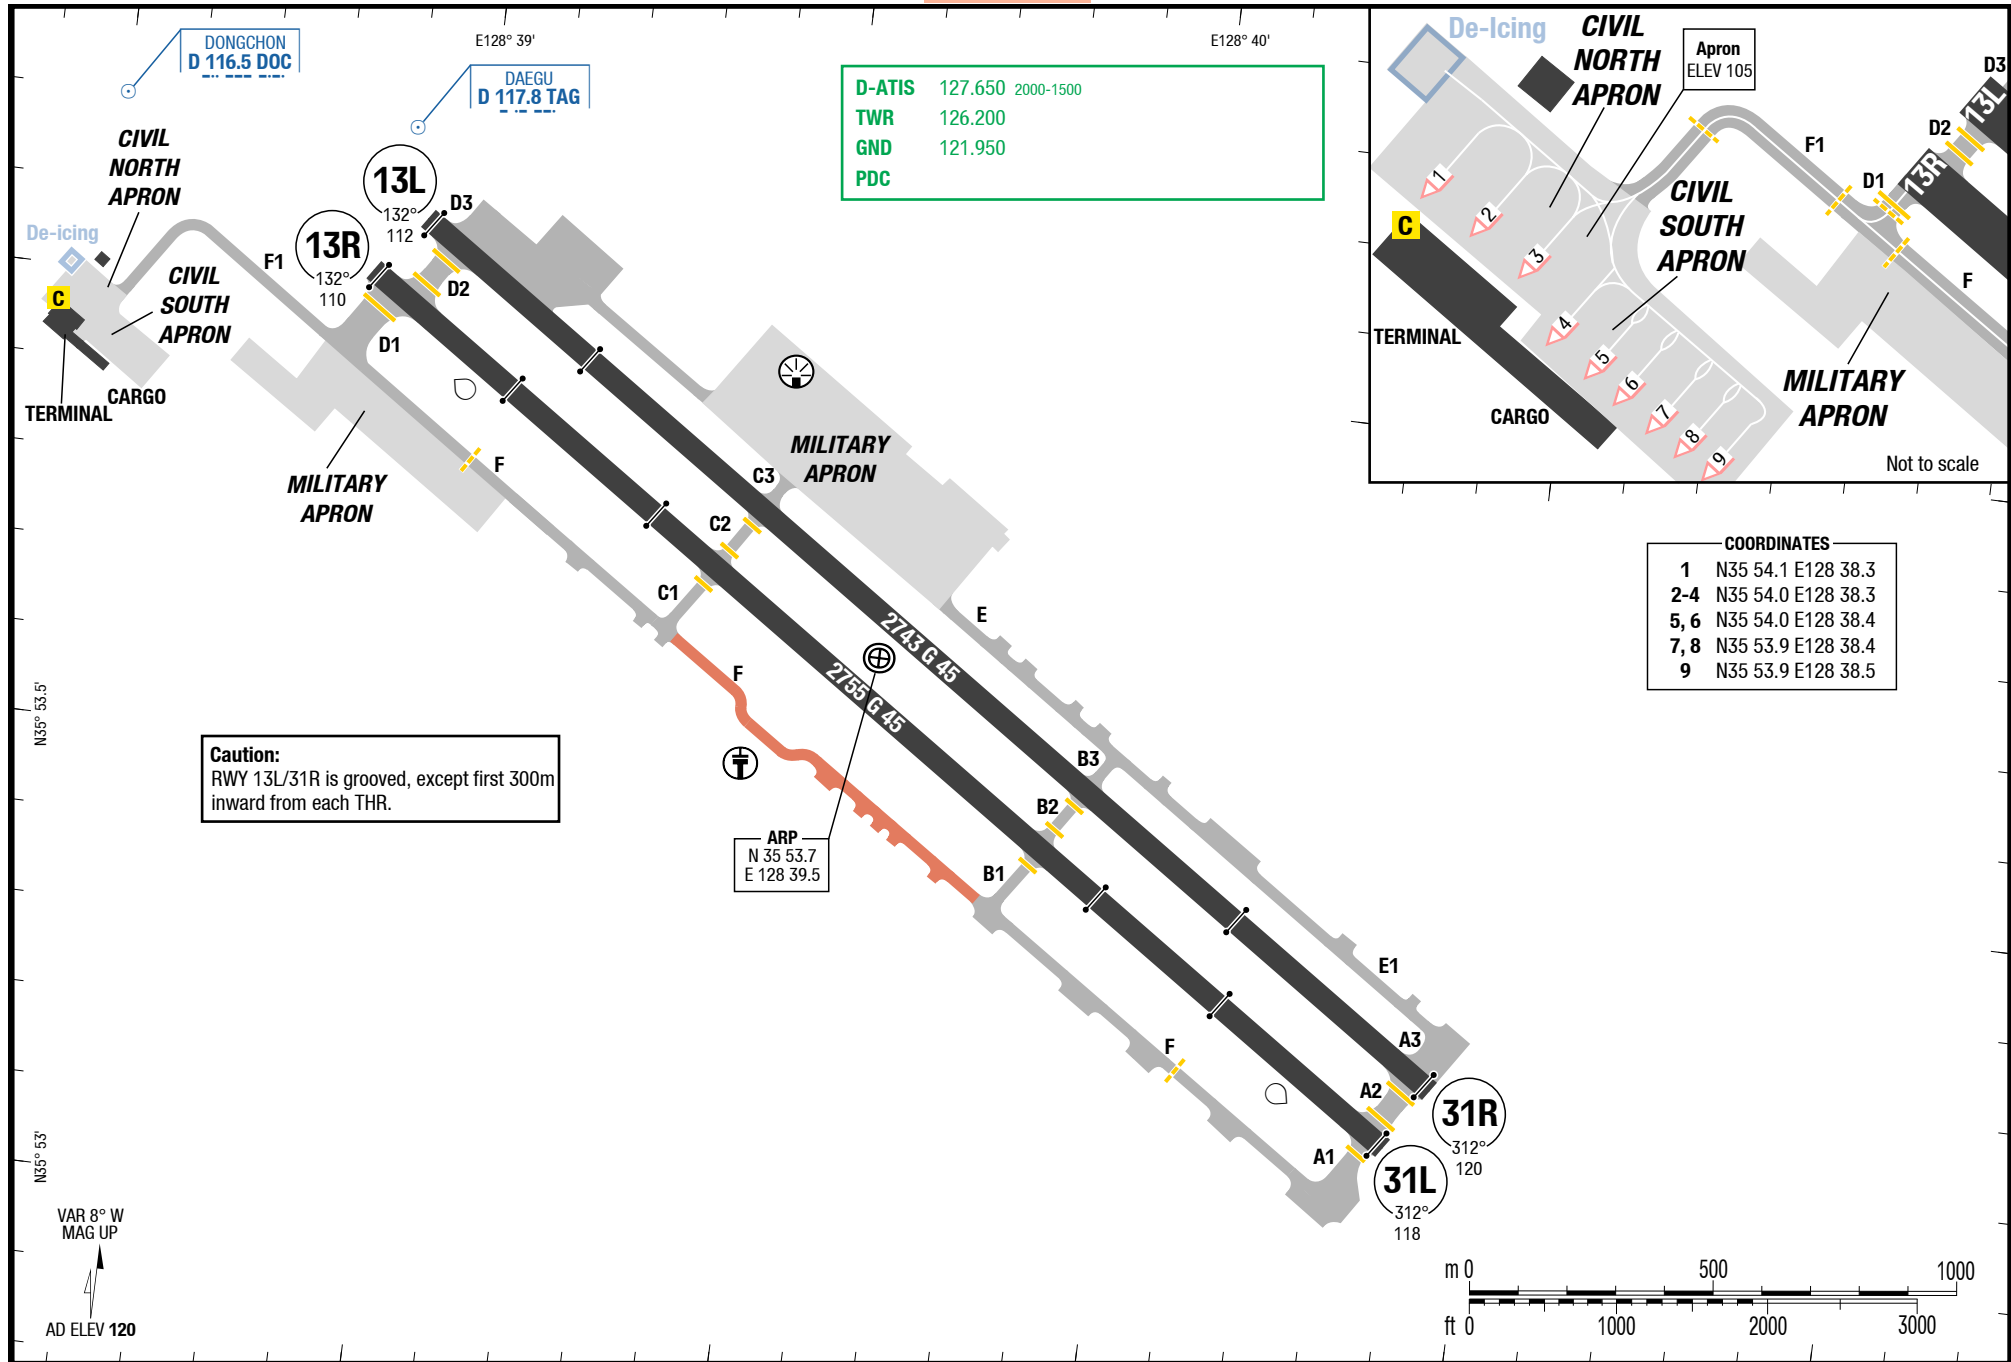 DONGCHON
D 116.5 DOC
DAEGU
D 117.8 TAG
E128° 39'
E128° 40'
D-ATIS 127.650 2000-1500
TWR 126.200
GND 121.950
PDC
CIVIL
NORTH
APRON
De-icing
C
CIVIL
SOUTH
APRON
TERMINAL
CARGO
F1
13L
132°
112
13R
132°
110
D3
D2
D1
F
MILITARY
APRON
MILITARY
APRON
C3
C2
C1
E
F
2743 G 45
2755 G 45
B3
B2
B1
E1
F
A3
A2
A1
31R
312°
120
31L
312°
118
ARP
N 35 53.7
E 128 39.5
Caution:
RWY 13L/31R is grooved, except first 300m
inward from each THR.
N35° 53.5'
N35° 53'
VAR 8° W
MAG UP
AD ELEV 120
De-Icing
CIVIL
NORTH
APRON
Apron
ELEV 105
D3
13L
D2
13R
D1
F1
F
CIVIL
SOUTH
APRON
C
1
2
3
4
5
6
7
8
9
TERMINAL
CARGO
MILITARY
APRON
Not to scale
COORDINATES
1 N35 54.1 E128 38.3
2-4 N35 54.0 E128 38.3
5, 6 N35 54.0 E128 38.4
7, 8 N35 53.9 E128 38.4
9 N35 53.9 E128 38.5
m 0 500 1000
ft 0 1000 2000 3000